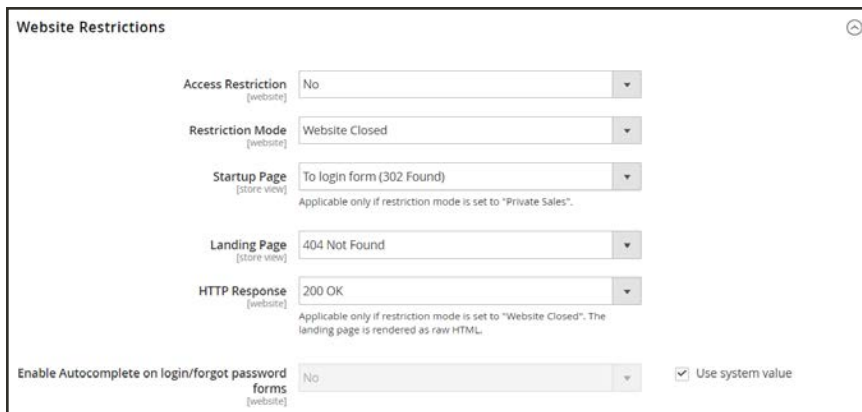 Website Restrictions
Access Restriction
[website]
No
Restriction Mode
[website]
Website Closed
Startup Page
[store view]
To login form (302 Found)
Applicable only if restriction mode is set to "Private Sales".
Landing Page
[store view]
404 Not Found
HTTP Response
[website]
200 OK
Applicable only if restriction mode is set to "Website Closed". The
landing page is rendered as raw HTML.
Enable Autocomplete on login/forgot password
forms
[website]
No
Use system value